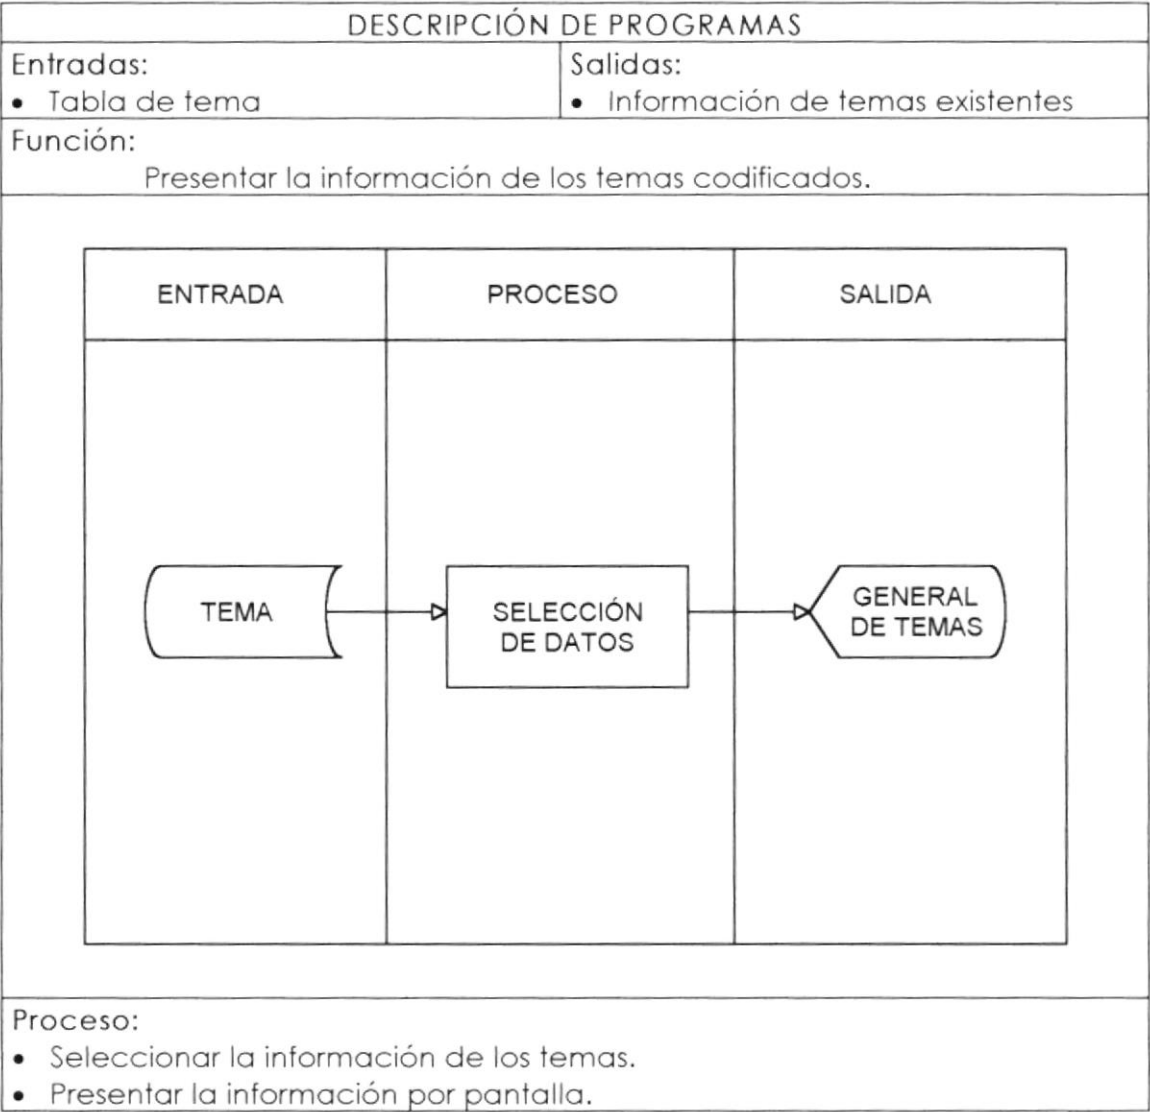 DESCRIPCIÓN DE PROGRAMAS
Entradas:
• Tabla de tema
Salidas:
• Información de temas existentes
Función:
Presentar la información de los temas codificados.
ENTRADA
PROCESO
SALIDA
TEMA
SELECCIÓN
DE DATOS
GENERAL
DE TEMAS
Proceso:
• Seleccionar la información de los temas.
• Presentar la información por pantalla.